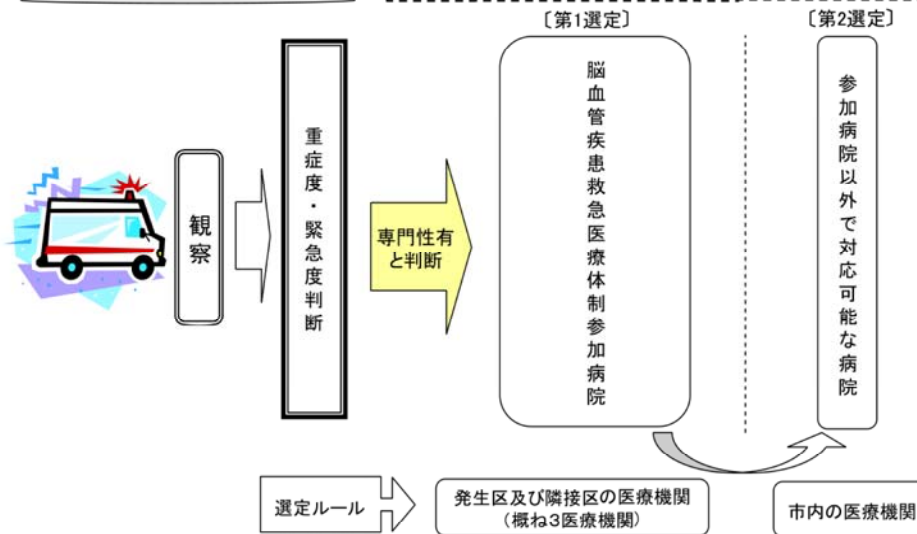 〔第1選定〕
〔第2選定〕
観察
重症度・緊急度判断
専門性有
と判断
脳血管疾患救急医療体制参加病院
参加病院以外で対応可能な病院
選定ルール
発生区及び隣接区の医療機関
(概ね3医療機関)
市内の医療機関